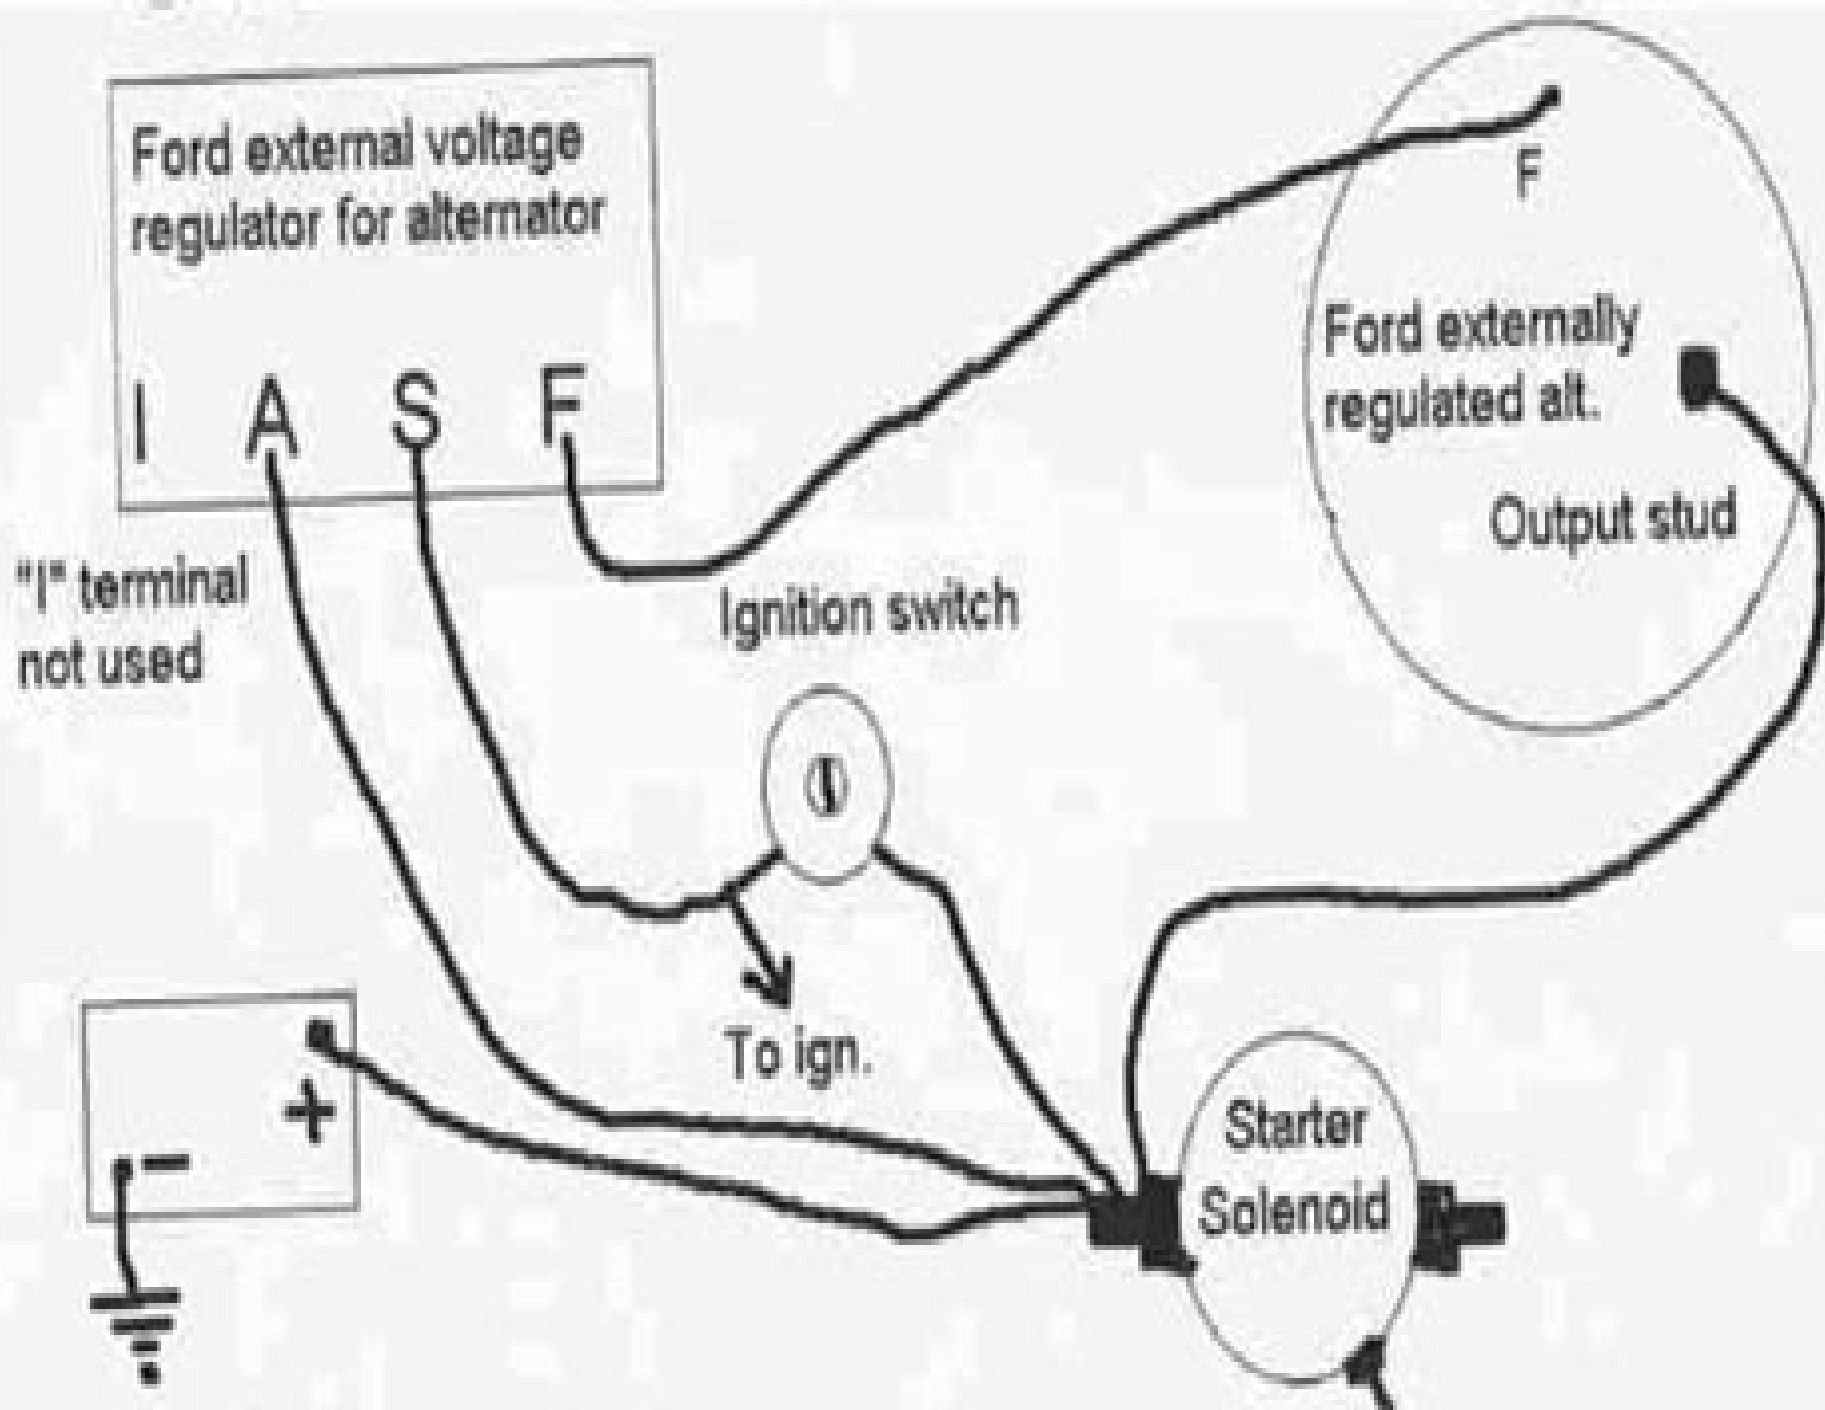 Ford external voltage
regulator for alternator
I A S F
"I" terminal
not used
F
Ford externally
regulated alt.
Output stud
Ignition switch
To ign.
+
-
Starter
Solenoid